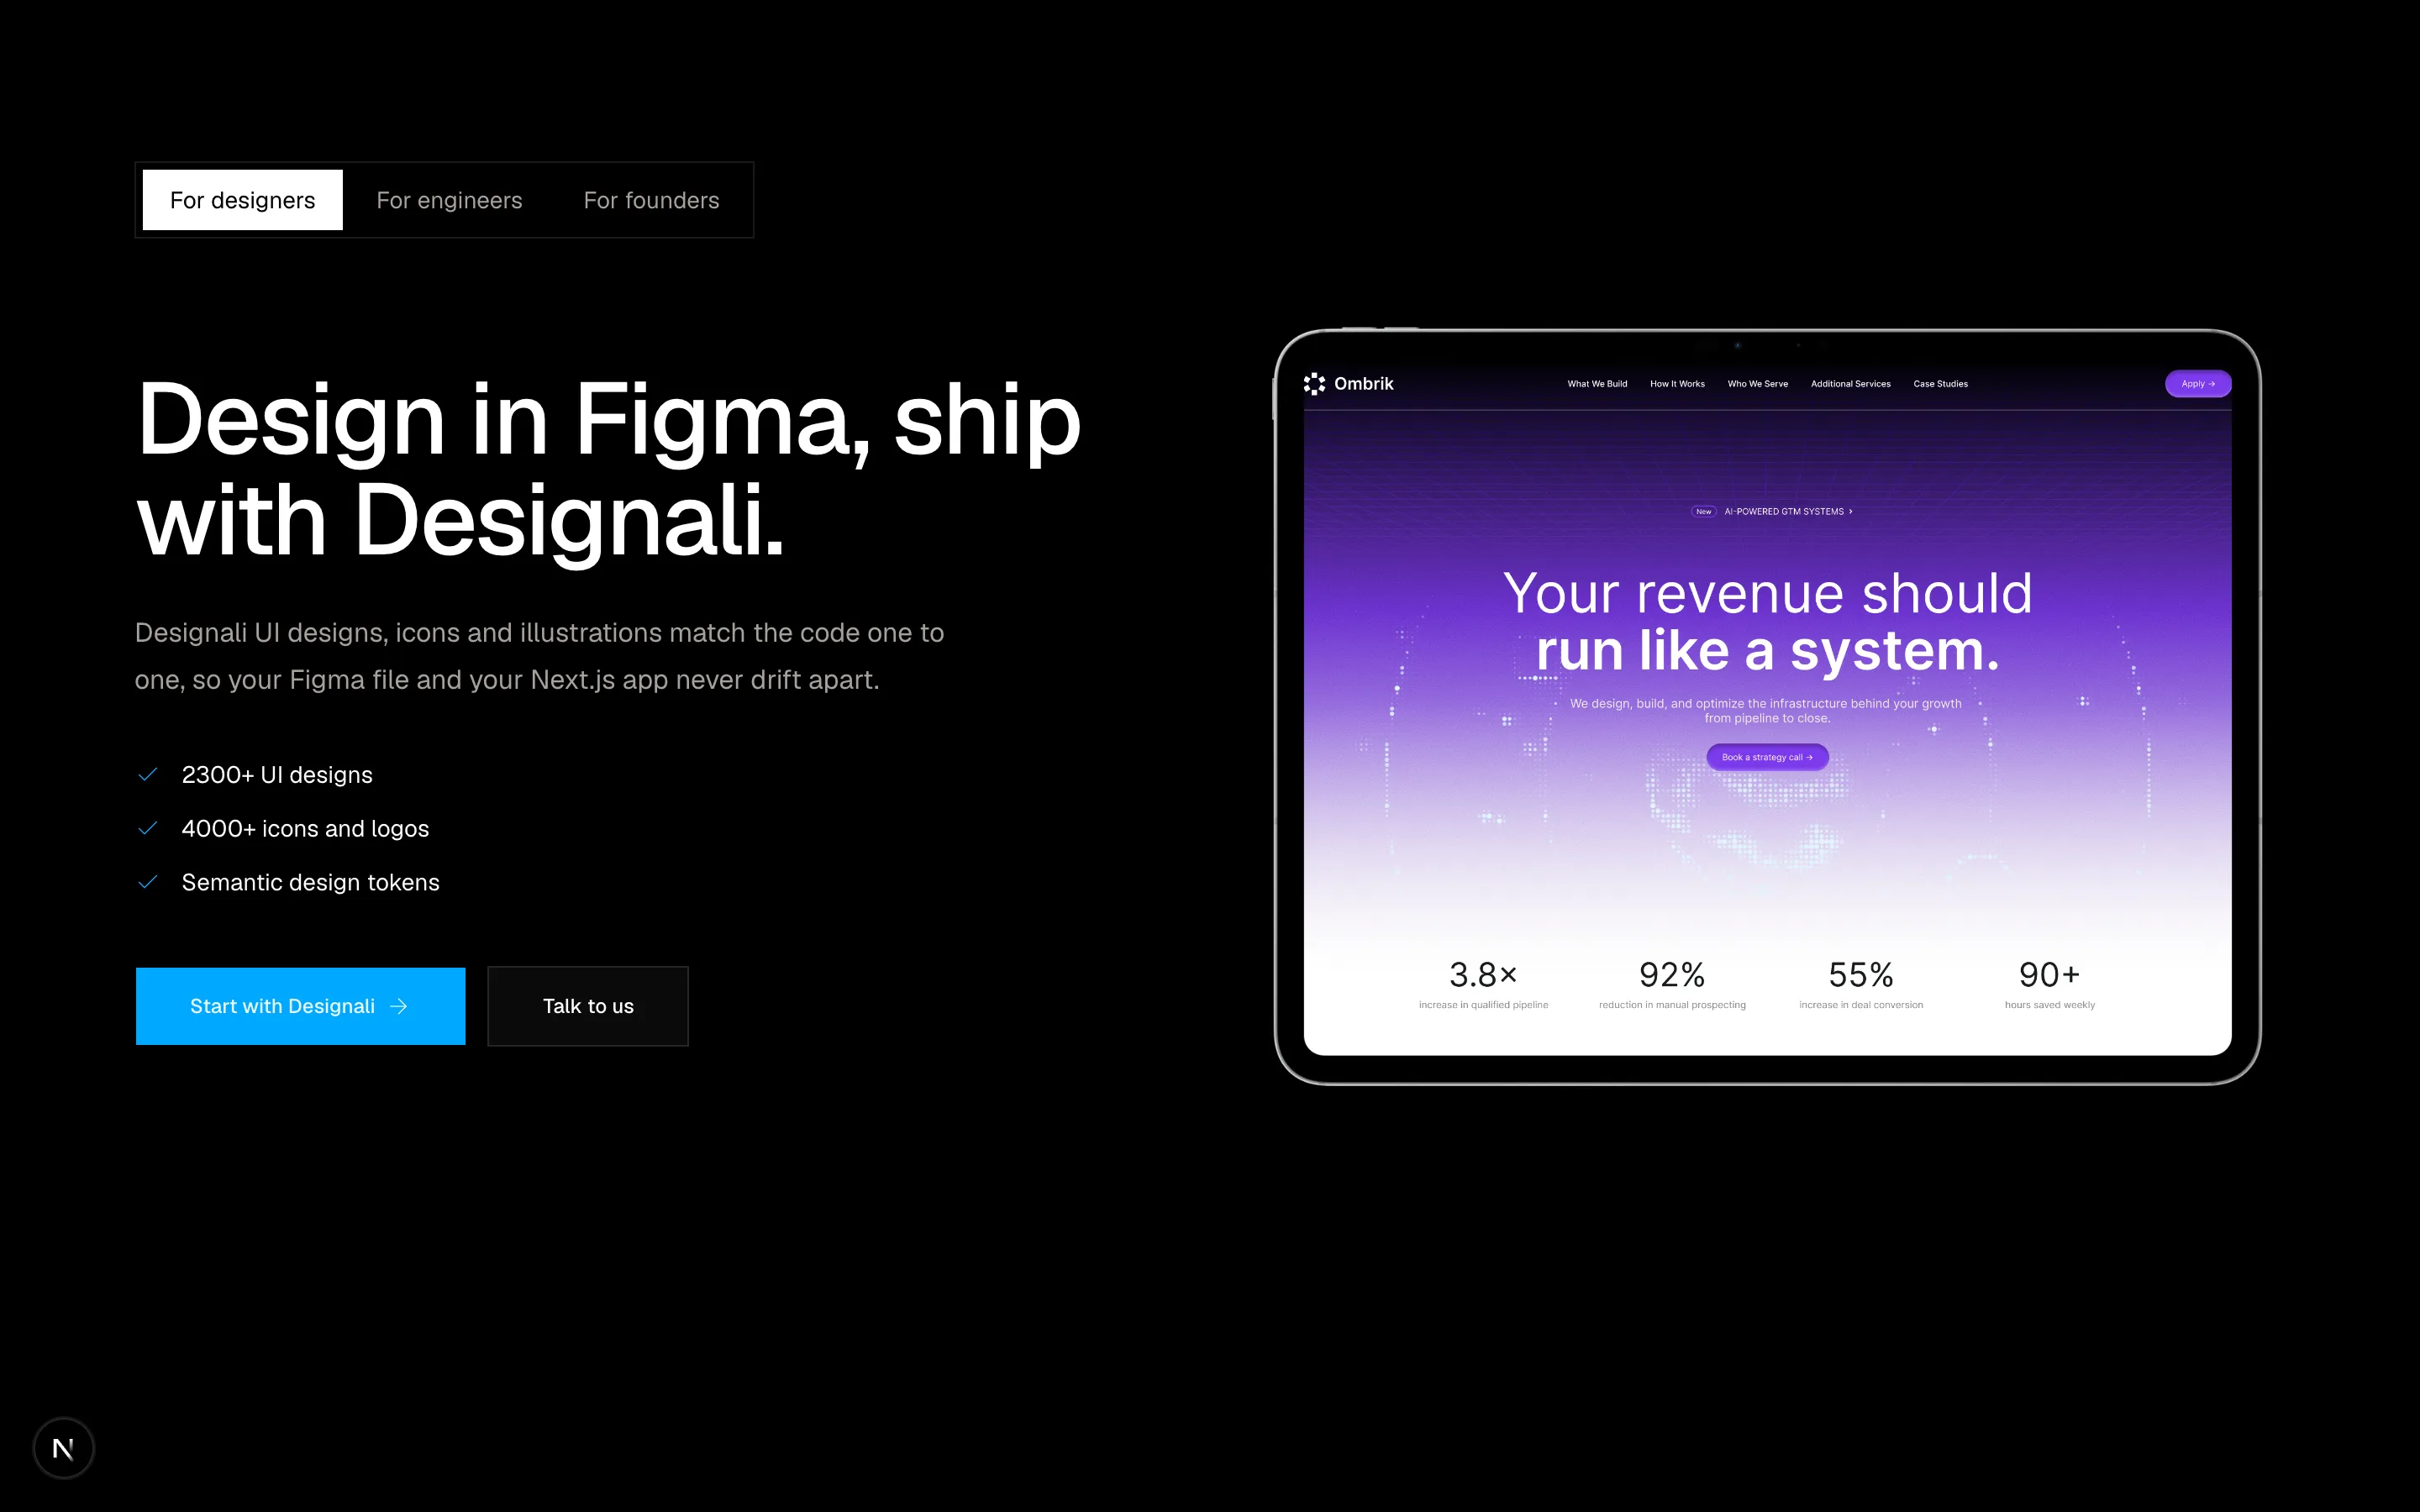 For designers
For engineers
For founders
Design in Figma, ship
with Designali.
Designali UI designs, icons and illustrations match the code one to
one, so your Figma file and your Next.js app never drift apart.
2300+ UI designs
4000+ icons and logos
Semantic design tokens
Start with Designali →
Talk to us
Ombrik
What We Build
How It Works
Who We Serve
Additional Services
Case Studies
Apply →
New
AI-POWERED GTM SYSTEMS ›
Your revenue should
run like a system.
We design, build, and optimize the infrastructure behind your growth
from pipeline to close.
Book a strategy call →
3.8×
increase in qualified pipeline
92%
reduction in manual prospecting
55%
increase in deal conversion
90+
hours saved weekly
N